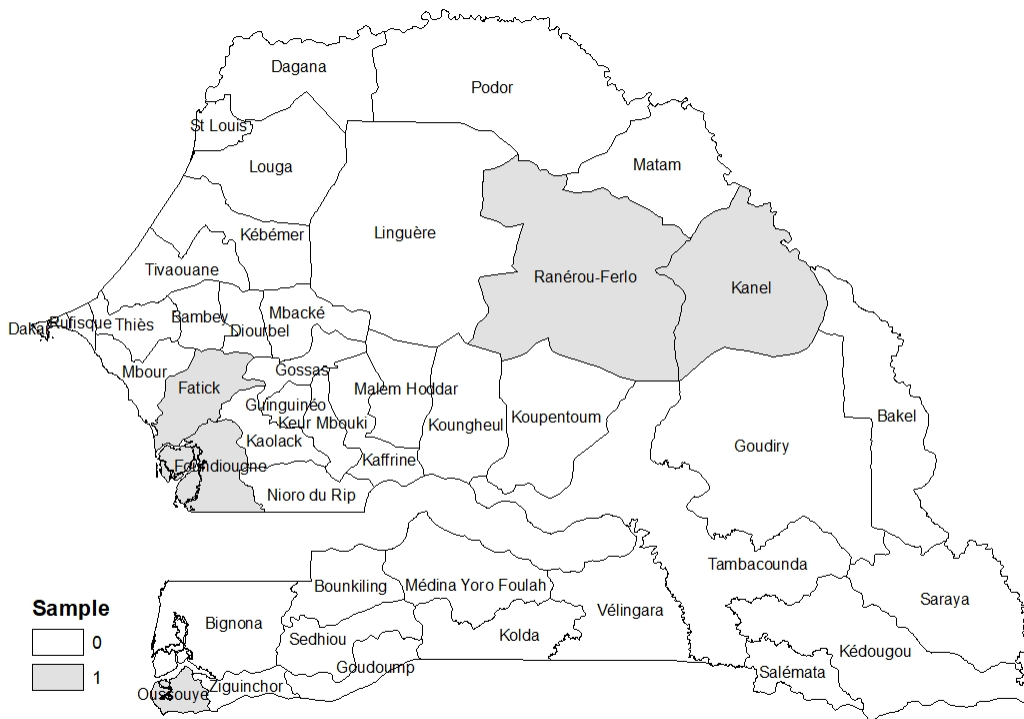 Dagana
Podor
St Louis
Louga
Matam
Kébémer
Linguère
Tivaouane
Ranérou-Ferlo
Kanel
Dakar
Rufisque
Thiès
Bambey
Diourbel
Mbacké
Mbour
Fatick
Gossas
Malem Hoddar
Guinguinéo
Keur Mbouki
Koungheul
Koupentoum
Bakel
Kaolack
Goudiry
Foundiougne
Kaffrine
Nioro du Rip
Tambacounda
Bounkiling
Médina Yoro Foulah
Saraya
Sample
0
1
Bignona
Vélingara
Sedhiou
Kolda
Kédougou
Goudoump
Salémata
Oussouye
Ziguinchor